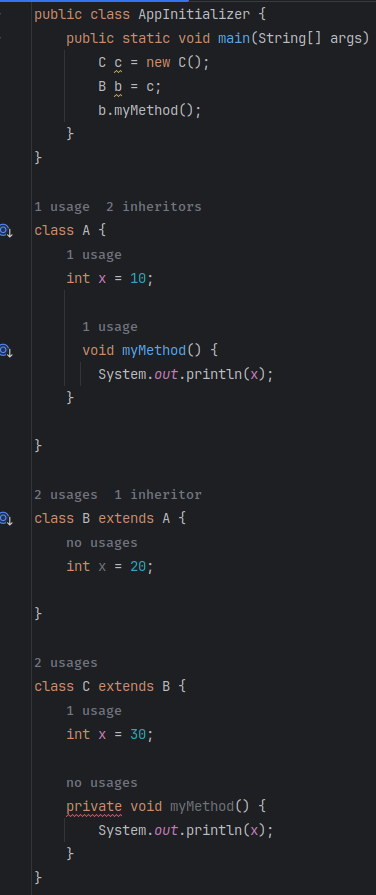 public class AppInitializer {
public static void main(String[] args)
C c = new C();
B b = c;
b.myMethod();
}
}
1 usage 2 inheritors
class A {
1 usage
int x = 10;
1 usage
void myMethod() {
System.out.println(x);
}
}
2 usages 1 inheritor
class B extends A {
no usages
int x = 20;
}
2 usages
class C extends B {
1 usage
int x = 30;
no usages
private void myMethod() {
System.out.println(x);
}
}